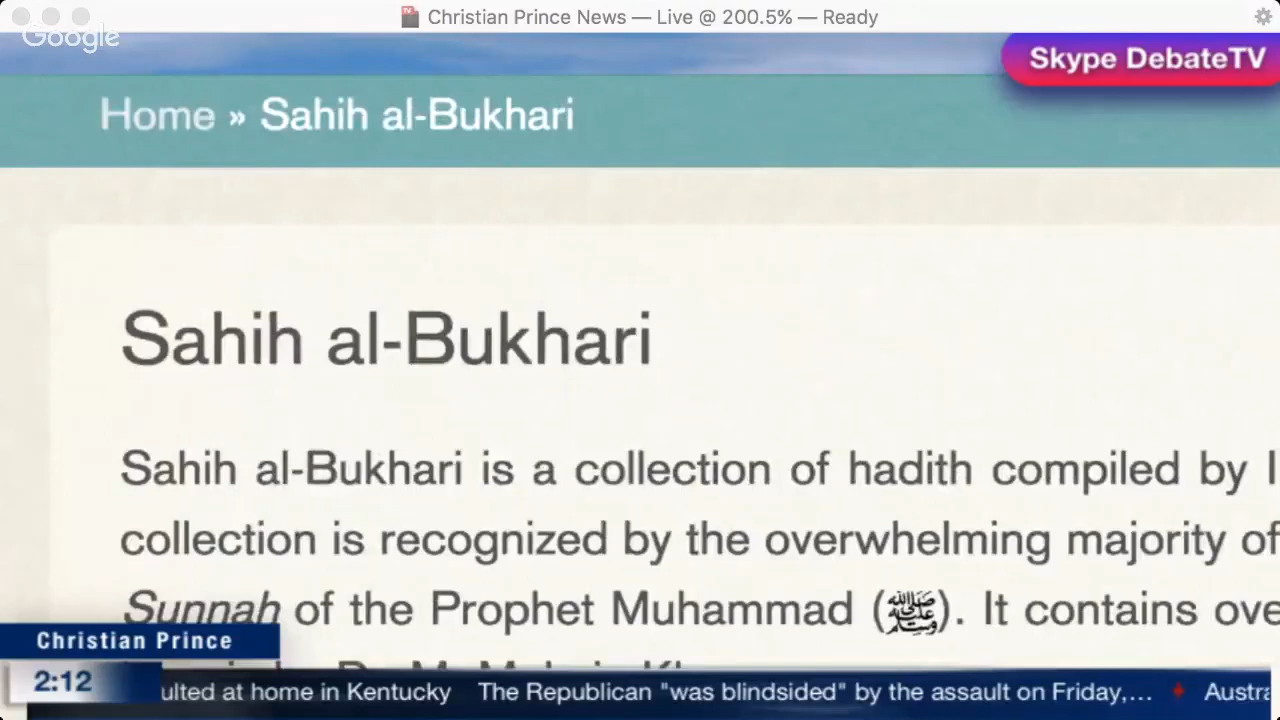 Christian Prince News — Live @ 200.5% — Ready
Google
Skype DebateTV
Home » Sahih al-Bukhari
Sahih al-Bukhari
Sahih al-Bukhari is a collection of hadith compiled by I
collection is recognized by the overwhelming majority of
Sunnah of the Prophet Muhammad (ﷺ). It contains ove
Christian Prince
2:12
ulted at home in Kentucky The Republican "was blindsided" by the assault on Friday,... Austra